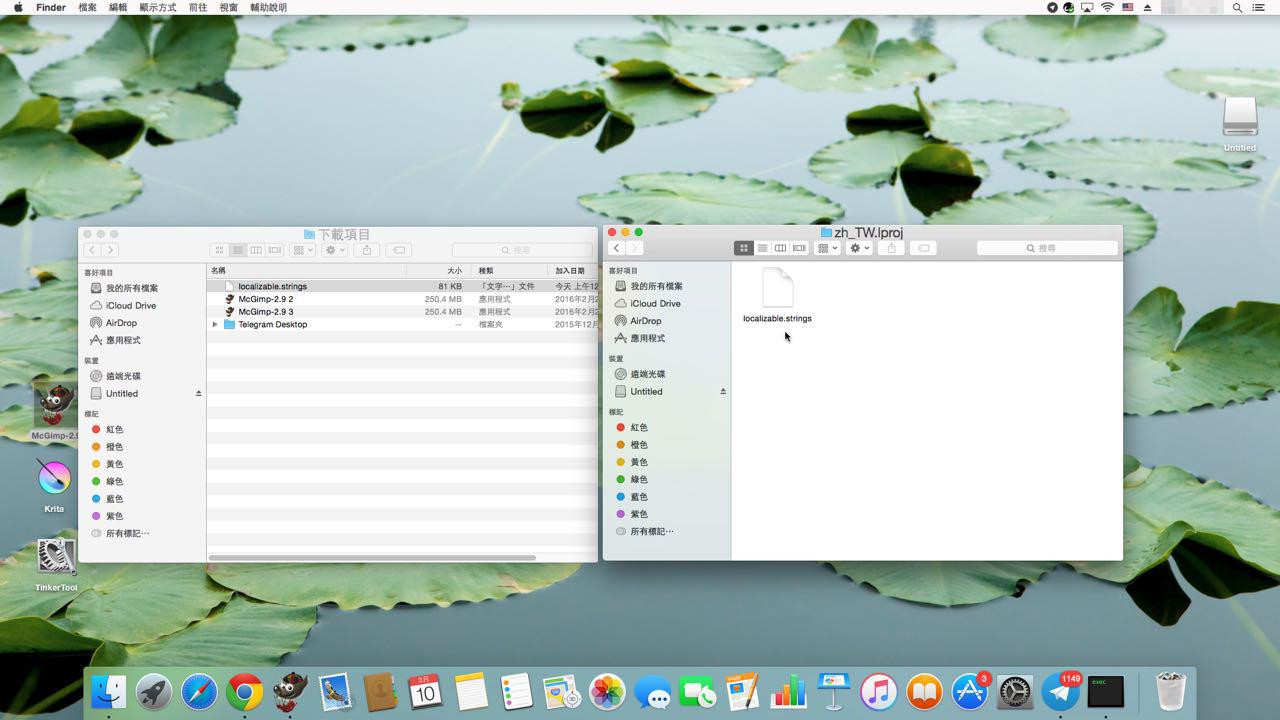 Finder 檔案 編輯 顯示方式 前往 視窗 輔助說明
Untitled
McGimp-2.9
Krita
TinkerTool
下載項目
搜尋
喜好項目
我的所有檔案
iCloud Drive
AirDrop
應用程式
裝置
遠端光碟
Untitled
標記
紅色
橙色
黃色
綠色
藍色
紫色
所有標記⋯
名稱 大小 種類 加入日期
localizable.strings 81 KB 「文字⋯」文件 今天 上午12
McGimp-2.9 2 250.4 MB 應用程式 2016年2月2
McGimp-2.9 3 250.4 MB 應用程式 2016年2月2
Telegram Desktop -- 檔案夾 2015年12月
zh_TW.lproj
搜尋
喜好項目
我的所有檔案
iCloud Drive
AirDrop
應用程式
裝置
遠端光碟
Untitled
標記
紅色
橙色
黃色
綠色
藍色
紫色
所有標記⋯
localizable.strings
3月
10
3
1149
exec